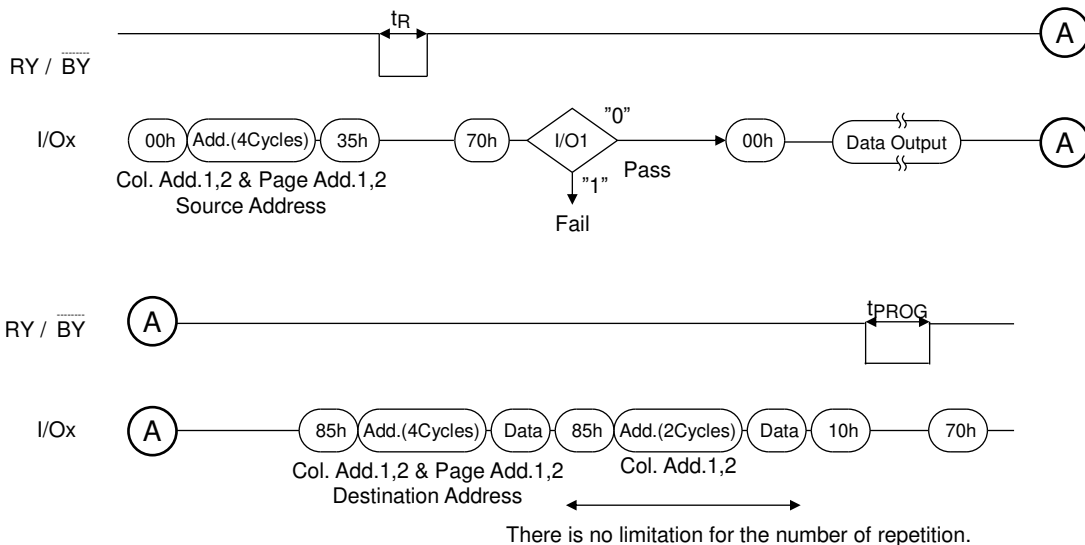 tR
RY / BY
A
I/Ox
00h Add.(4Cycles) 35h 70h I/O1 "0" 00h Data Output A
Pass
"1"
Col. Add.1,2 & Page Add.1,2
Source Address
Fail
tPROG
RY / BY
A
I/Ox
A 85h Add.(4Cycles) Data 85h Add.(2Cycles) Data 10h 70h
Col. Add.1,2 & Page Add.1,2
Destination Address
Col. Add.1,2
There is no limitation for the number of repetition.